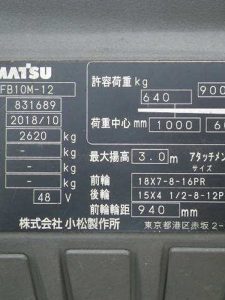 MATSU
FB10M-12
831689
2018/10
2620 kg
- kg
- kg
- kg
48 V
株式会社 小松製作所
許容荷重 kg
640
900
荷重中心 mm
1000
60
最大揚高 3.0 m
アタッチメン
サイズ
前輪 18X7-8-16PR
後輪 15X4 1/2-8-12P
前輪輪距 940 mm
東京都港区赤坂2-